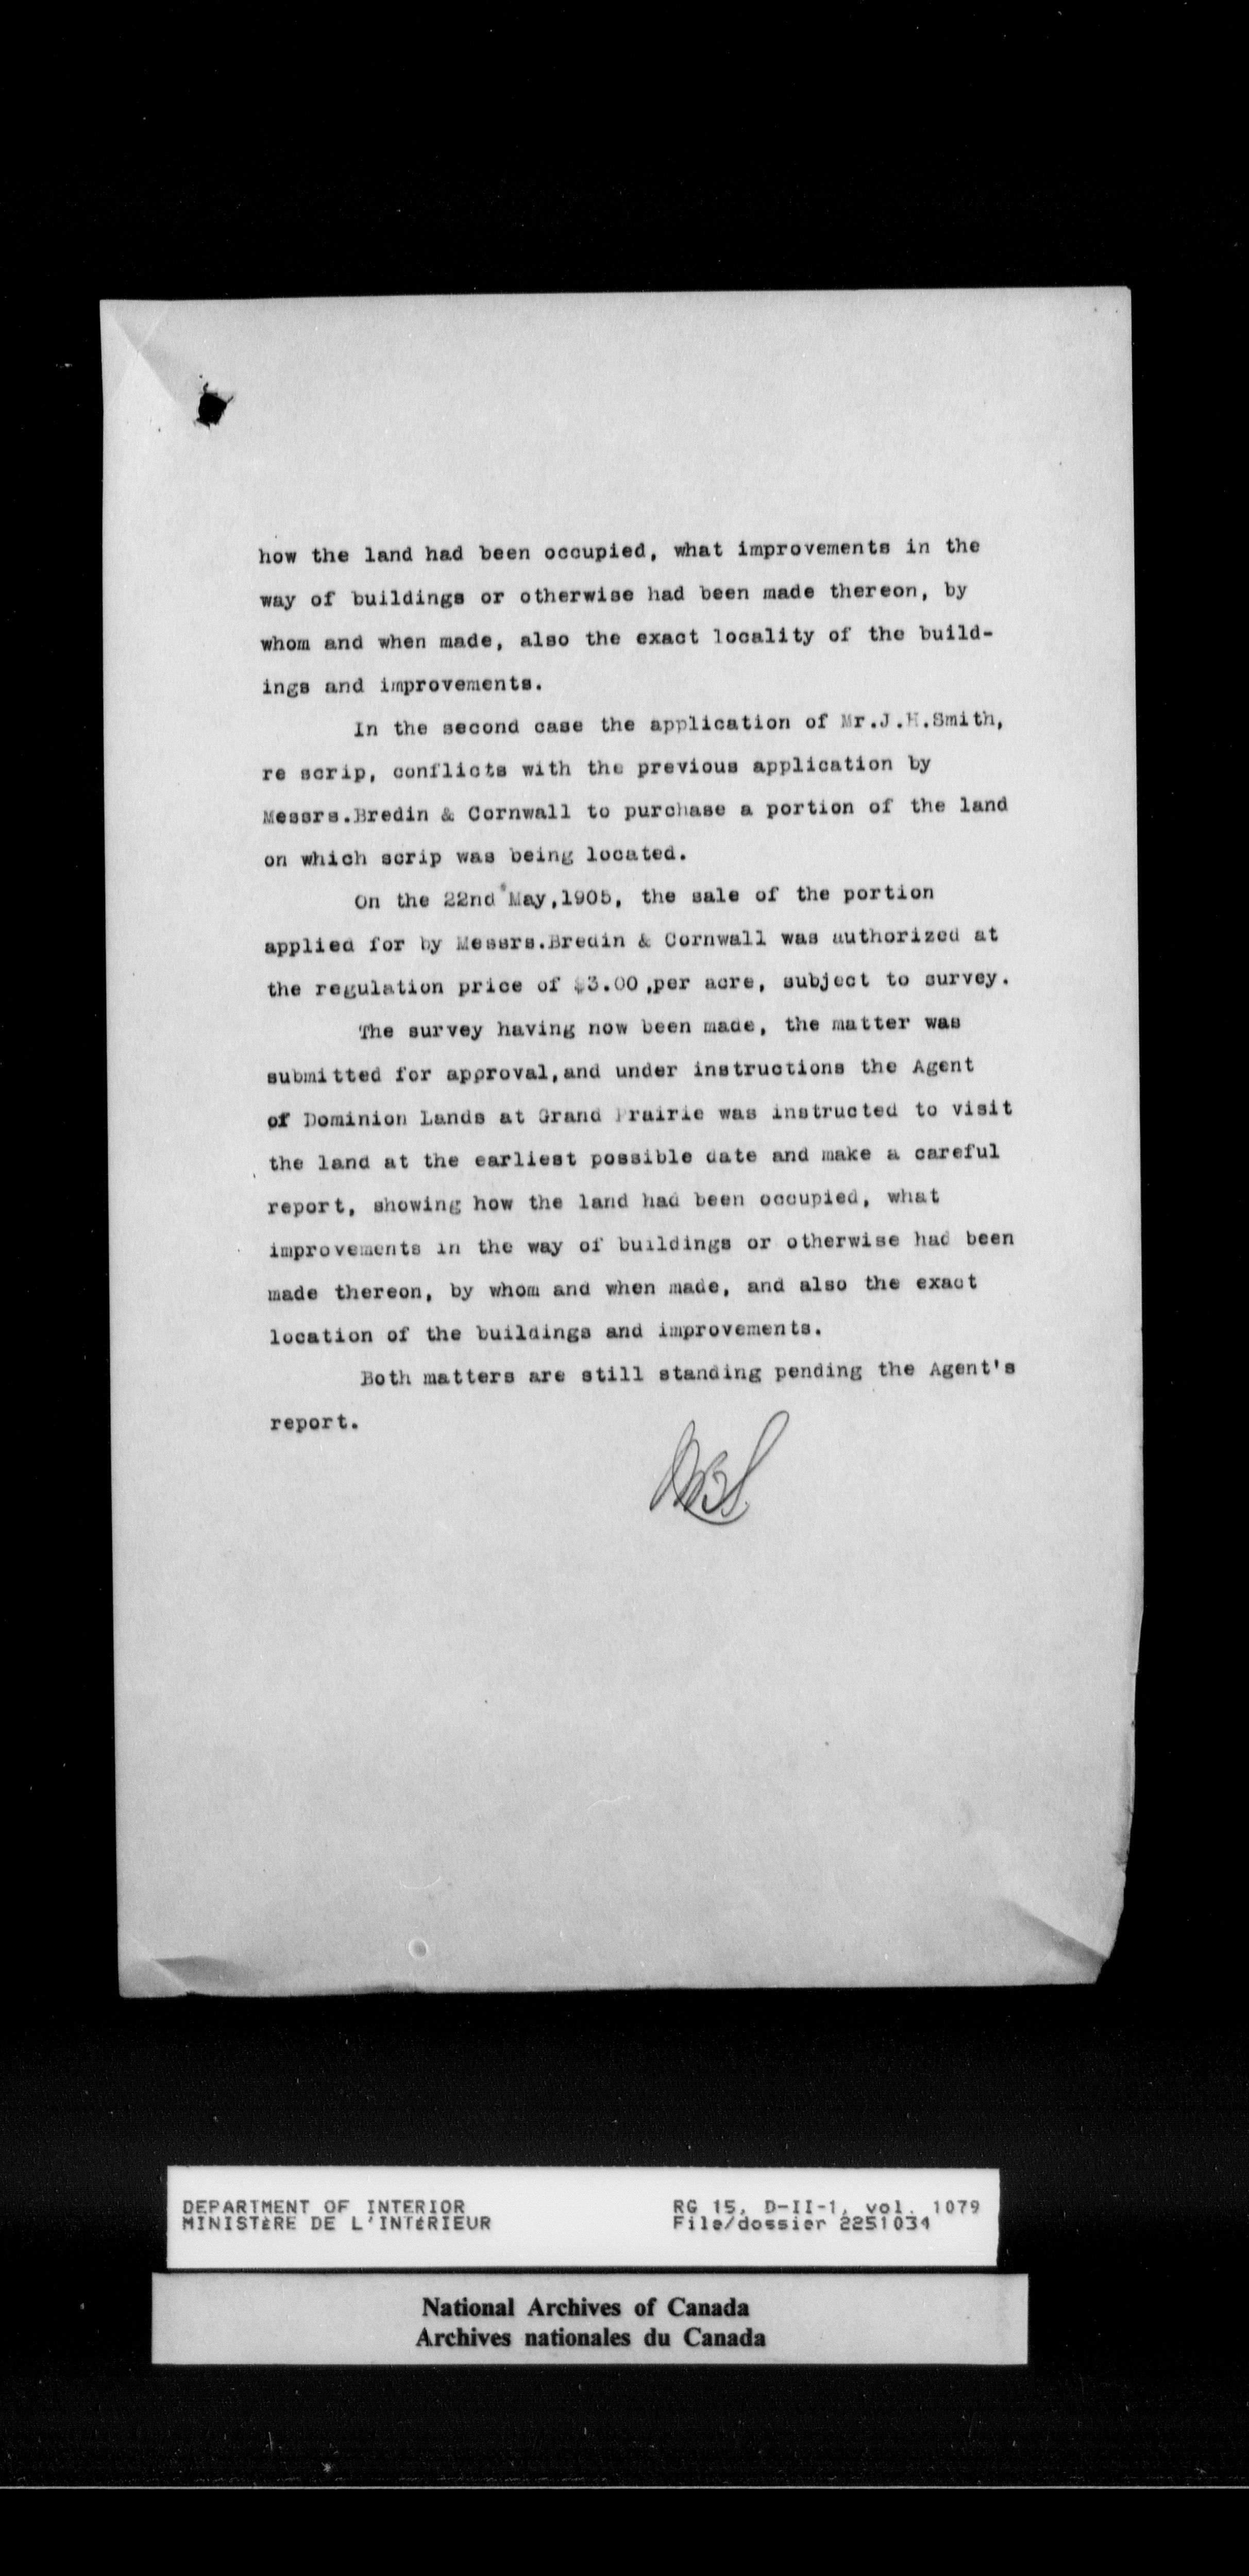 how the land had been occupied, what improvements in the
way of buildings or otherwise had been made thereon, by
whom and when made, also the exact locality of the build-
ings and improvements.
In the second case the application of Mr.J.H.Smith,
re scrip, conflicts with the previous application by
Messrs.Bredin & Cornwall to purchase a portion of the land
on which scrip was being located.
On the 22nd May,1905, the sale of the portion
applied for by Messrs.Bredin & Cornwall was authorized at
the regulation price of $3.00 ,per acre, subject to survey.
The survey having now been made, the matter was
submitted for approval,and under instructions the Agent
of Dominion Lands at Grand Prairie was instructed to visit
the land at the earliest possible date and make a careful
report, showing how the land had been occupied, what
improvements in the way of buildings or otherwise had been
made thereon, by whom and when made, and also the exact
location of the buildings and improvements.
Both matters are still standing pending the Agent's
report.
DEPARTMENT OF INTERIOR
MINISTÈRE DE L'INTÉRIEUR
RG 15, D-II-1, vol. 1079
File/dossier 2251034
National Archives of Canada
Archives nationales du Canada